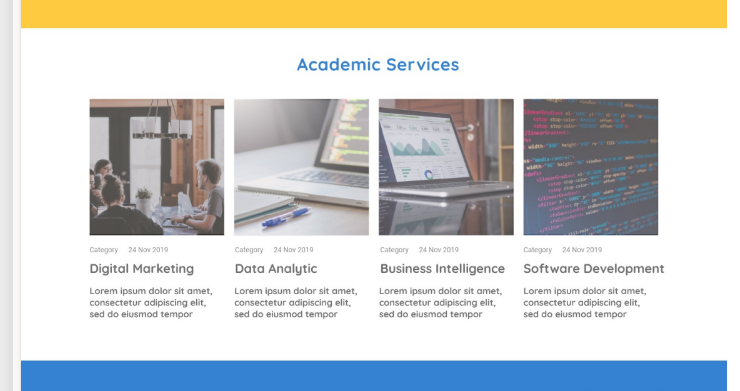 Academic Services
Category 24 Nov 2019
Digital Marketing
Lorem ipsum dolor sit amet,
consectetur adipiscing elit,
sed do eiusmod tempor
Category 24 Nov 2019
Data Analytic
Lorem ipsum dolor sit amet,
consectetur adipiscing elit,
sed do eiusmod tempor
Category 24 Nov 2019
Business Intelligence
Lorem ipsum dolor sit amet,
consectetur adipiscing elit,
sed do eiusmod tempor
Category 24 Nov 2019
Software Development
Lorem ipsum dolor sit amet,
consectetur adipiscing elit,
sed do eiusmod tempor